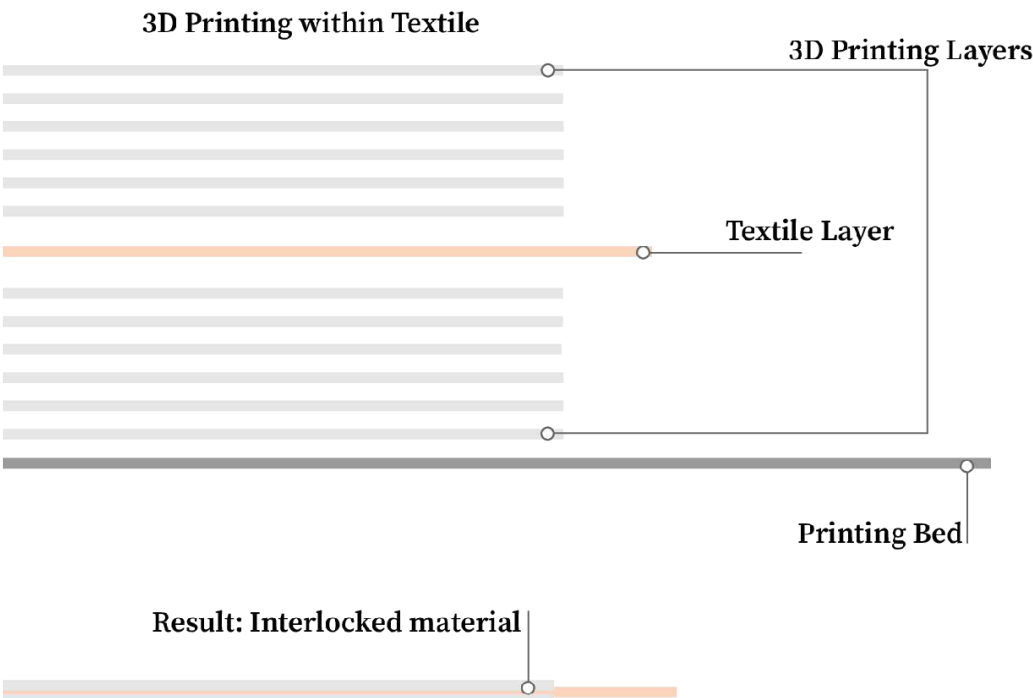 3D Printing within Textile
3D Printing Layers
Textile Layer
Printing Bed
Result: Interlocked material